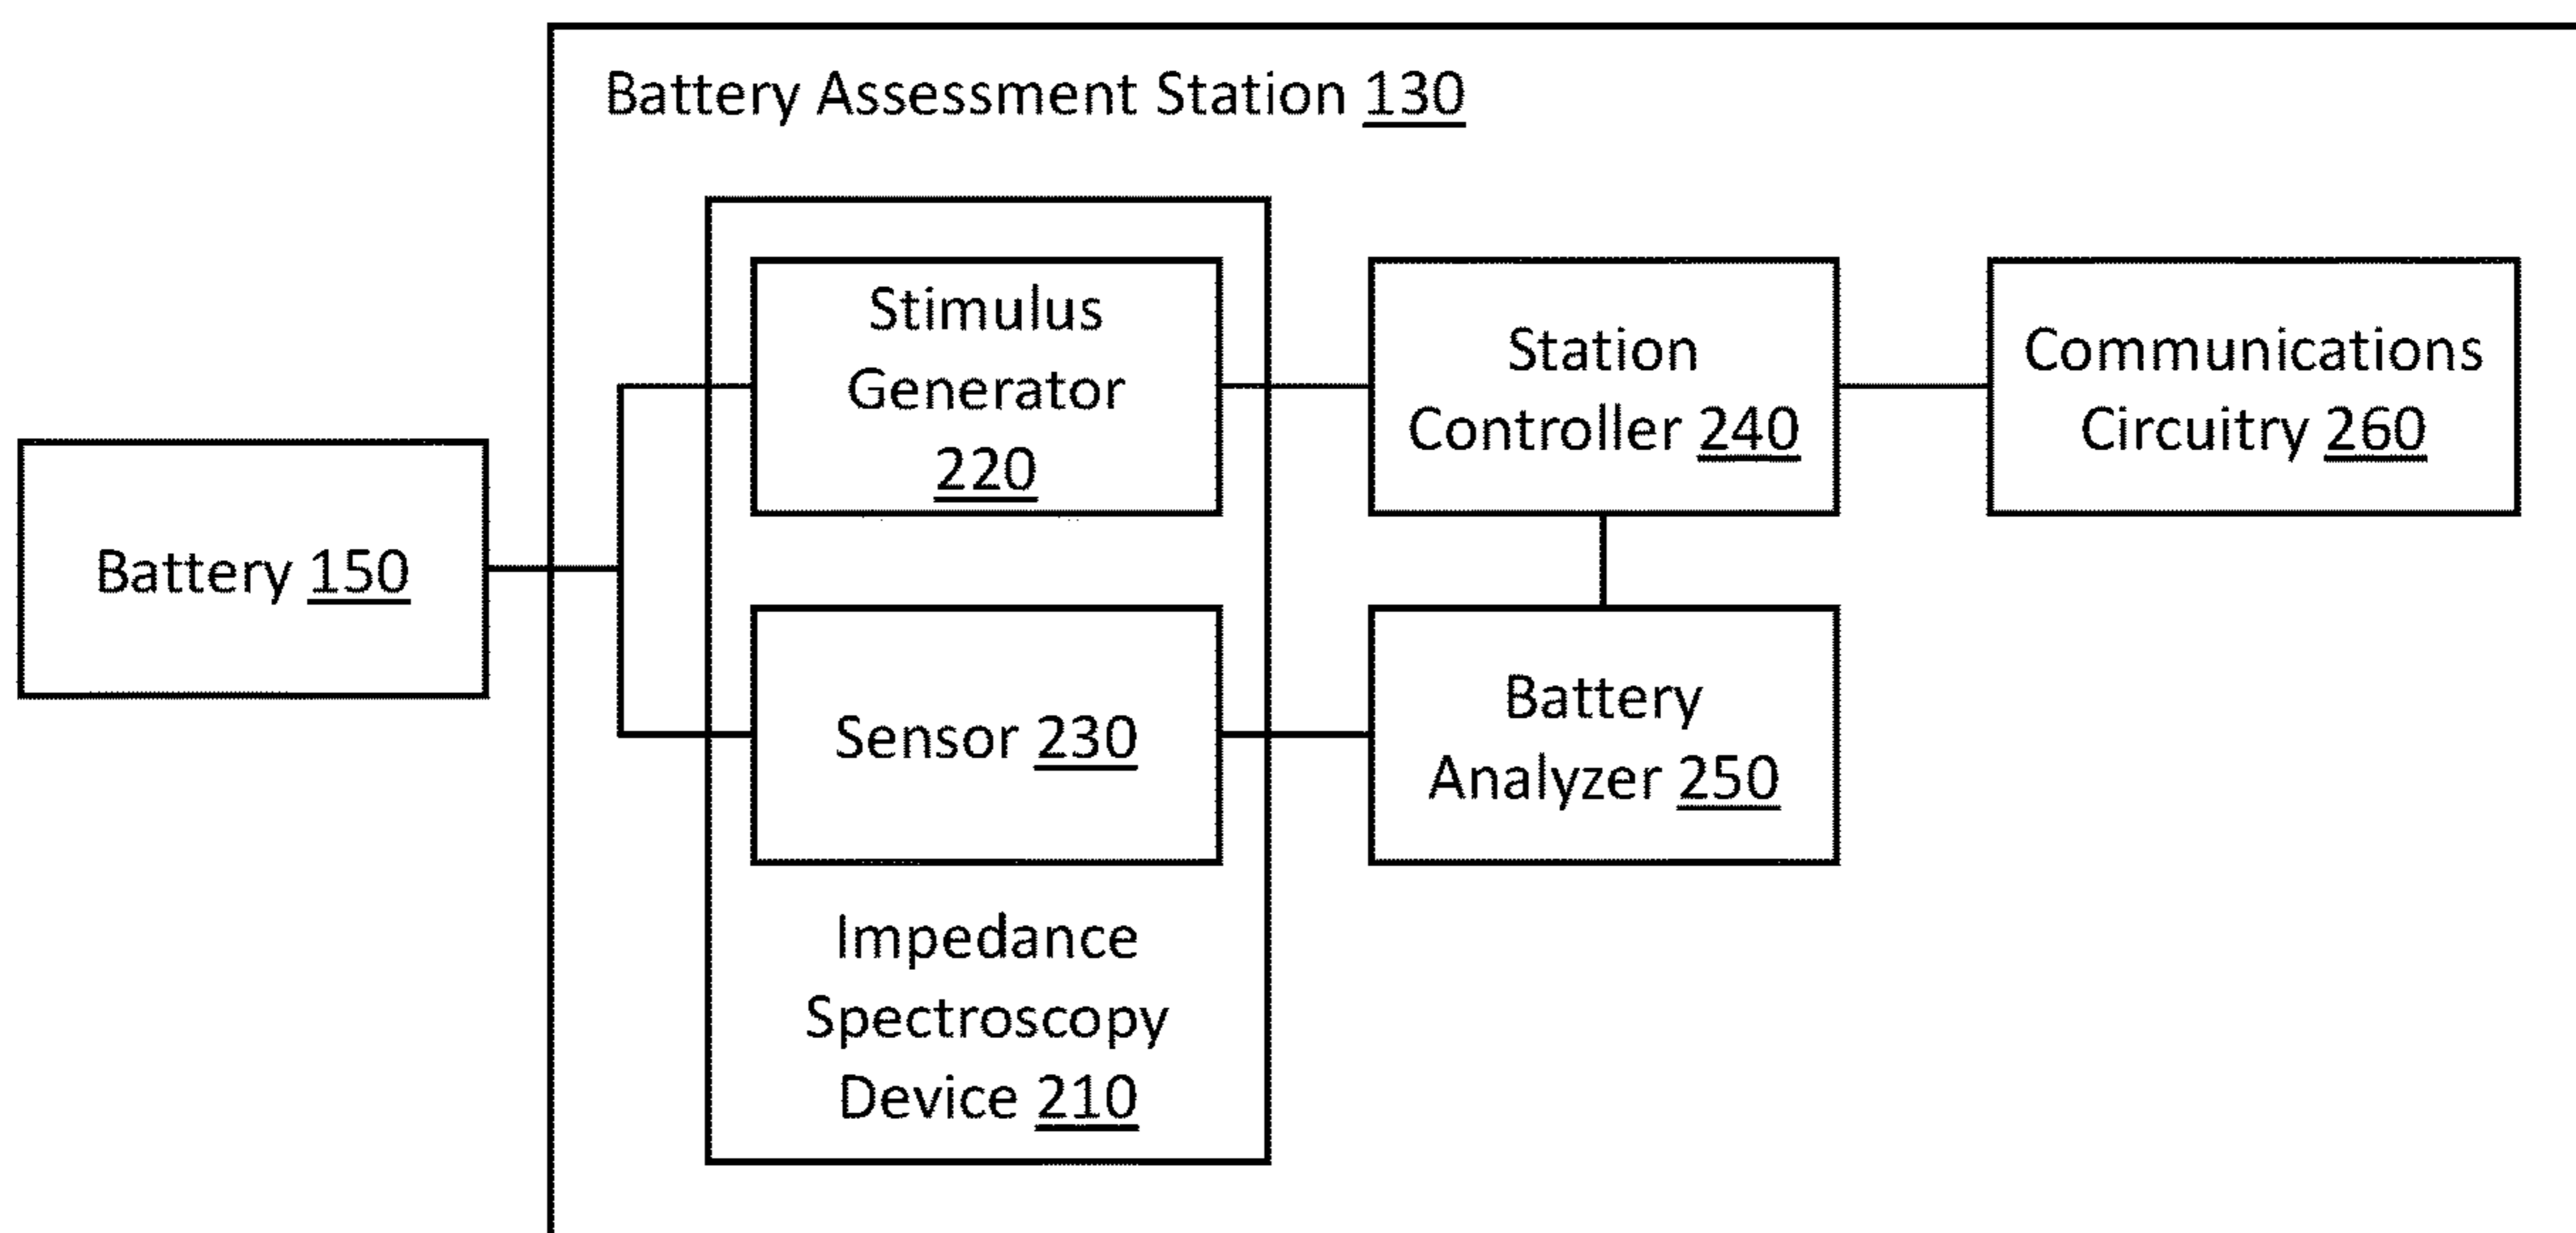 Battery Assessment Station 130
Stimulus
Generator
220
Station
Controller 240
Communications
Circuitry 260
Battery 150
Sensor 230
Battery
Analyzer 250
Impedance
Spectroscopy
Device 210